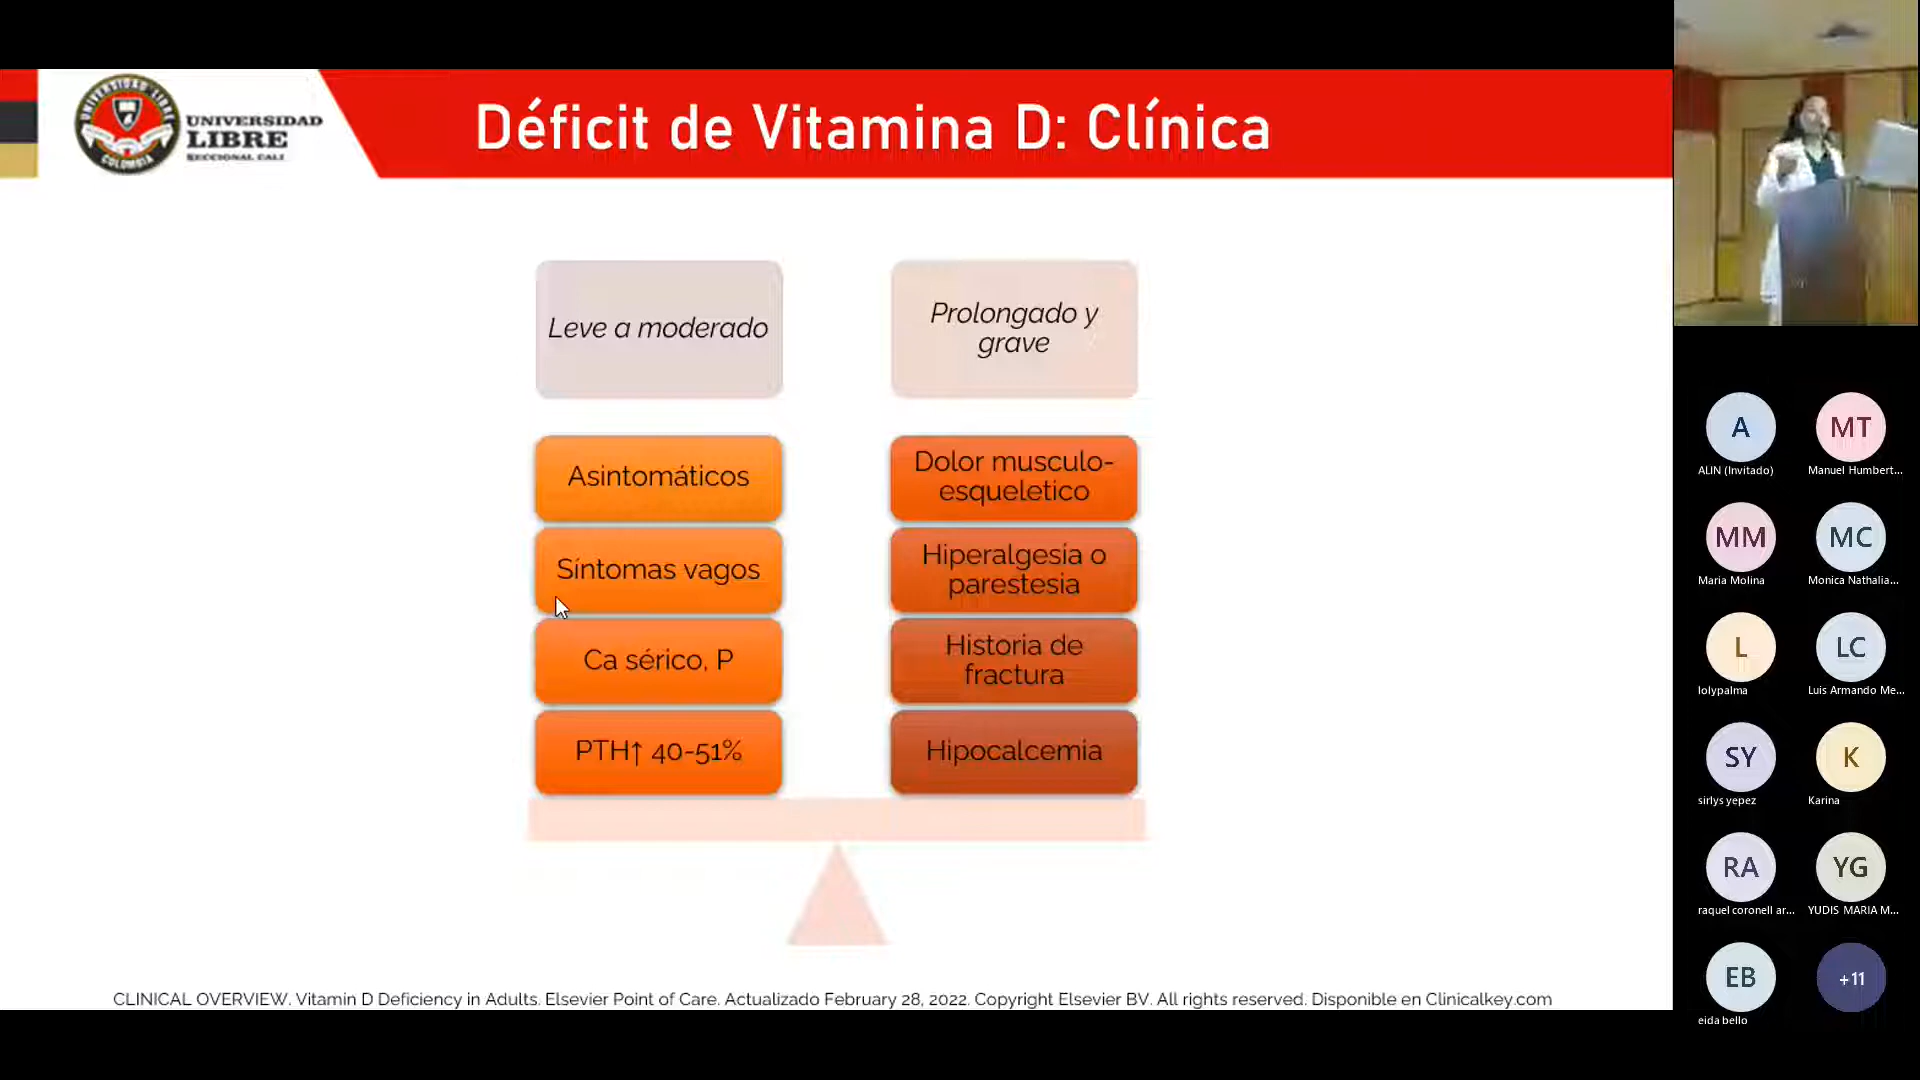 UNIVERSIDAD LIBRE
COLOMBIA
UNIVERSIDAD
LIBRE
SECCIONAL CALI
Déficit de Vitamina D: Clínica
Leve a moderado
Asintomáticos
Síntomas vagos
Ca sérico, P
PTH↑ 40-51%
Prolongado y
grave
Dolor musculo-
esqueletico
Hiperalgesia o
parestesia
Historia de
fractura
Hipocalcemia
CLINICAL OVERVIEW. Vitamin D Deficiency in Adults. Elsevier Point of Care. Actualizado February 28, 2022. Copyright Elsevier BV. All rights reserved. Disponible en Clinicalkey.com
A
ALIN (Invitado)
MT
Manuel Humbert...
MM
Maria Molina
MC
Monica Nathalia...
L
lolypalma
LC
Luis Armando Me...
SY
sirlys yepez
K
Karina
RA
raquel coronell ar...
YG
YUDIS MARIA M...
EB
eida bello
+11